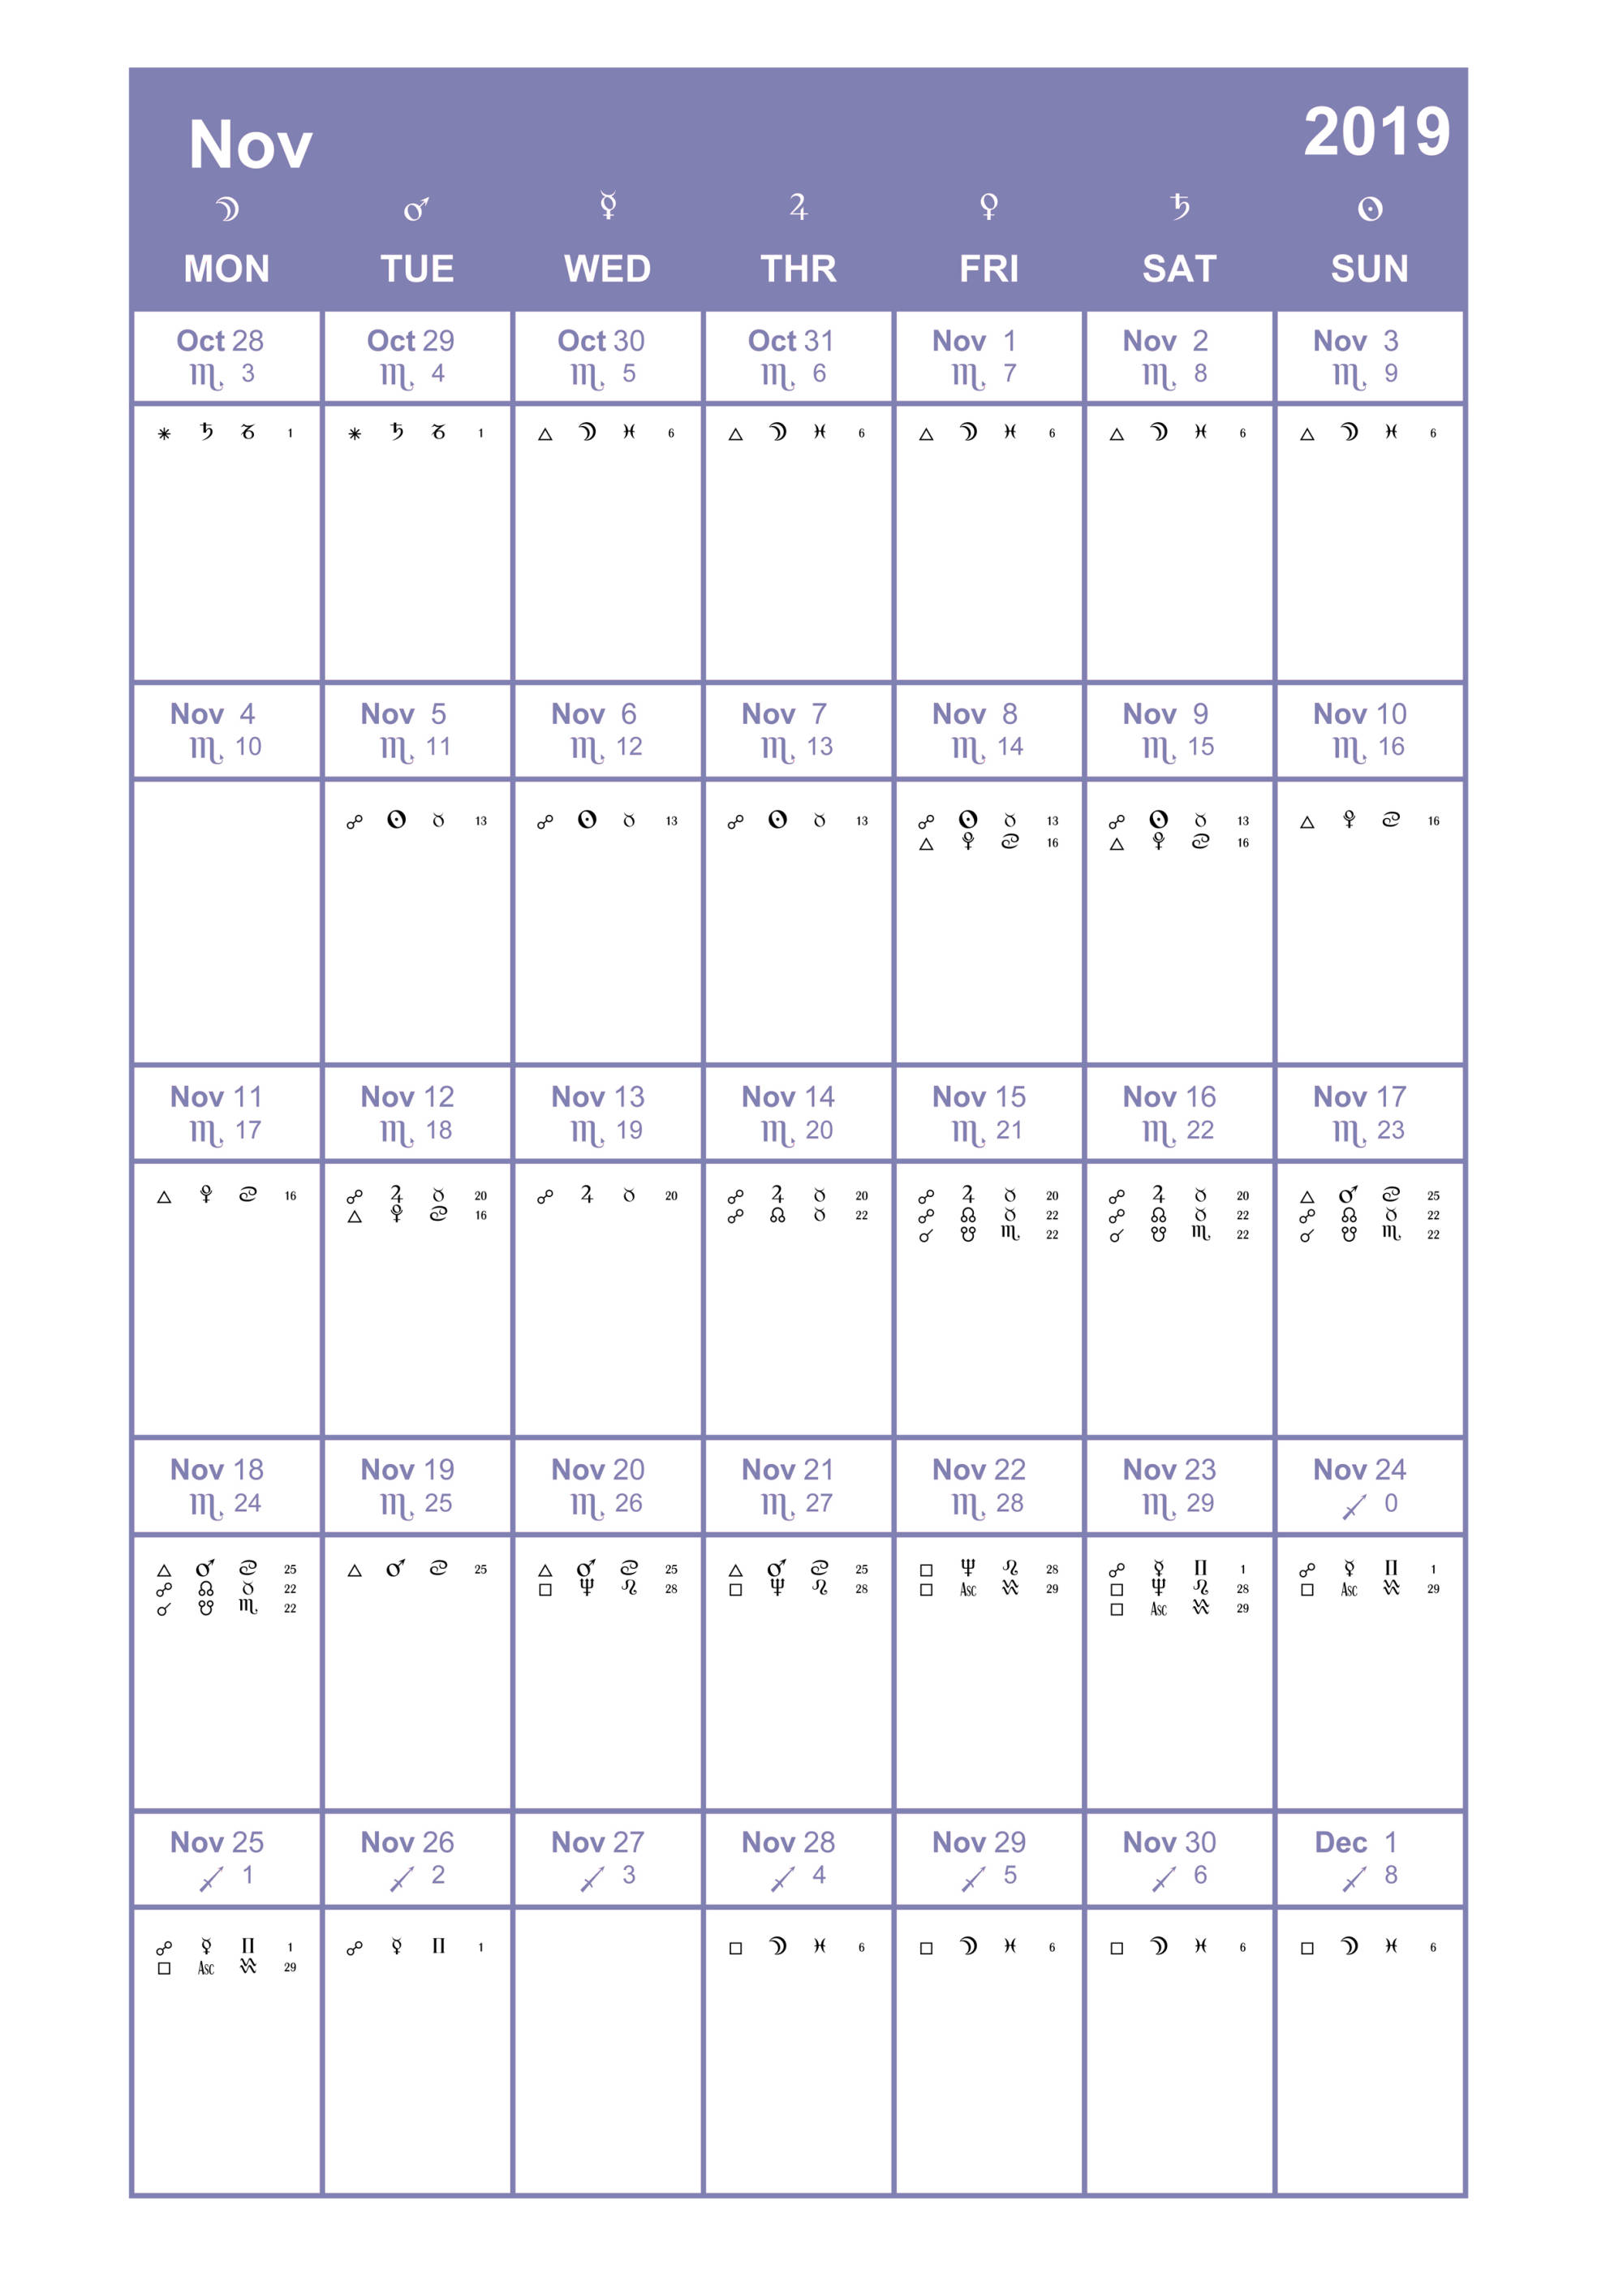 Nov 2019
☽ ♂ ☿ ♃ ♀ ♄ ☉
MON TUE WED THR FRI SAT SUN
Oct 28 Oct 29 Oct 30 Oct 31 Nov 1 Nov 2 Nov 3
♏ 3 ♏ 4 ♏ 5 ♏ 6 ♏ 7 ♏ 8 ♏ 9
⚹ ♄ ♑ 1 ⚹ ♄ ♑ 1 △ ☽ ♓ 6 △ ☽ ♓ 6 △ ☽ ♓ 6 △ ☽ ♓ 6 △ ☽ ♓ 6
Nov 4 Nov 5 Nov 6 Nov 7 Nov 8 Nov 9 Nov 10
♏ 10 ♏ 11 ♏ 12 ♏ 13 ♏ 14 ♏ 15 ♏ 16
☍ ☉ ♉ 13 ☍ ☉ ♉ 13 ☍ ☉ ♉ 13 ☍ ☉ ♉ 13 ☍ ☉ ♉ 13 △ ⯓ ♋ 16
△ ⯓ ♋ 16 △ ⯓ ♋ 16
Nov 11 Nov 12 Nov 13 Nov 14 Nov 15 Nov 16 Nov 17
♏ 17 ♏ 18 ♏ 19 ♏ 20 ♏ 21 ♏ 22 ♏ 23
△ ⯓ ♋ 16 ☍ ♃ ♉ 20 ☍ ♃ ♉ 20 ☍ ♃ ♉ 20 ☍ ♃ ♉ 20 ☍ ♃ ♉ 20 △ ♂ ♋ 25
△ ⯓ ♋ 16 ☍ ☊ ♉ 22 ☍ ☊ ♉ 22 ☍ ☊ ♉ 22 ☍ ☊ ♉ 22
☌ ☋ ♏ 22 ☌ ☋ ♏ 22 ☌ ☋ ♏ 22
Nov 18 Nov 19 Nov 20 Nov 21 Nov 22 Nov 23 Nov 24
♏ 24 ♏ 25 ♏ 26 ♏ 27 ♏ 28 ♏ 29 ♐ 0
△ ♂ ♋ 25 △ ♂ ♋ 25 △ ♂ ♋ 25 △ ♂ ♋ 25 □ ♆ ♌ 28 ☍ ☿ ♊ 1 ☍ ☿ ♊ 1
☍ ☊ ♉ 22 □ ♆ ♌ 28 □ ♆ ♌ 28 □ Asc ♒ 29 □ ♆ ♌ 28 □ Asc ♒ 29
☌ ☋ ♏ 22 □ Asc ♒ 29
Nov 25 Nov 26 Nov 27 Nov 28 Nov 29 Nov 30 Dec 1
♐ 1 ♐ 2 ♐ 3 ♐ 4 ♐ 5 ♐ 6 ♐ 8
☍ ☿ ♊ 1 ☍ ☿ ♊ 1 □ ☽ ♓ 6 □ ☽ ♓ 6 □ ☽ ♓ 6 □ ☽ ♓ 6
□ Asc ♒ 29